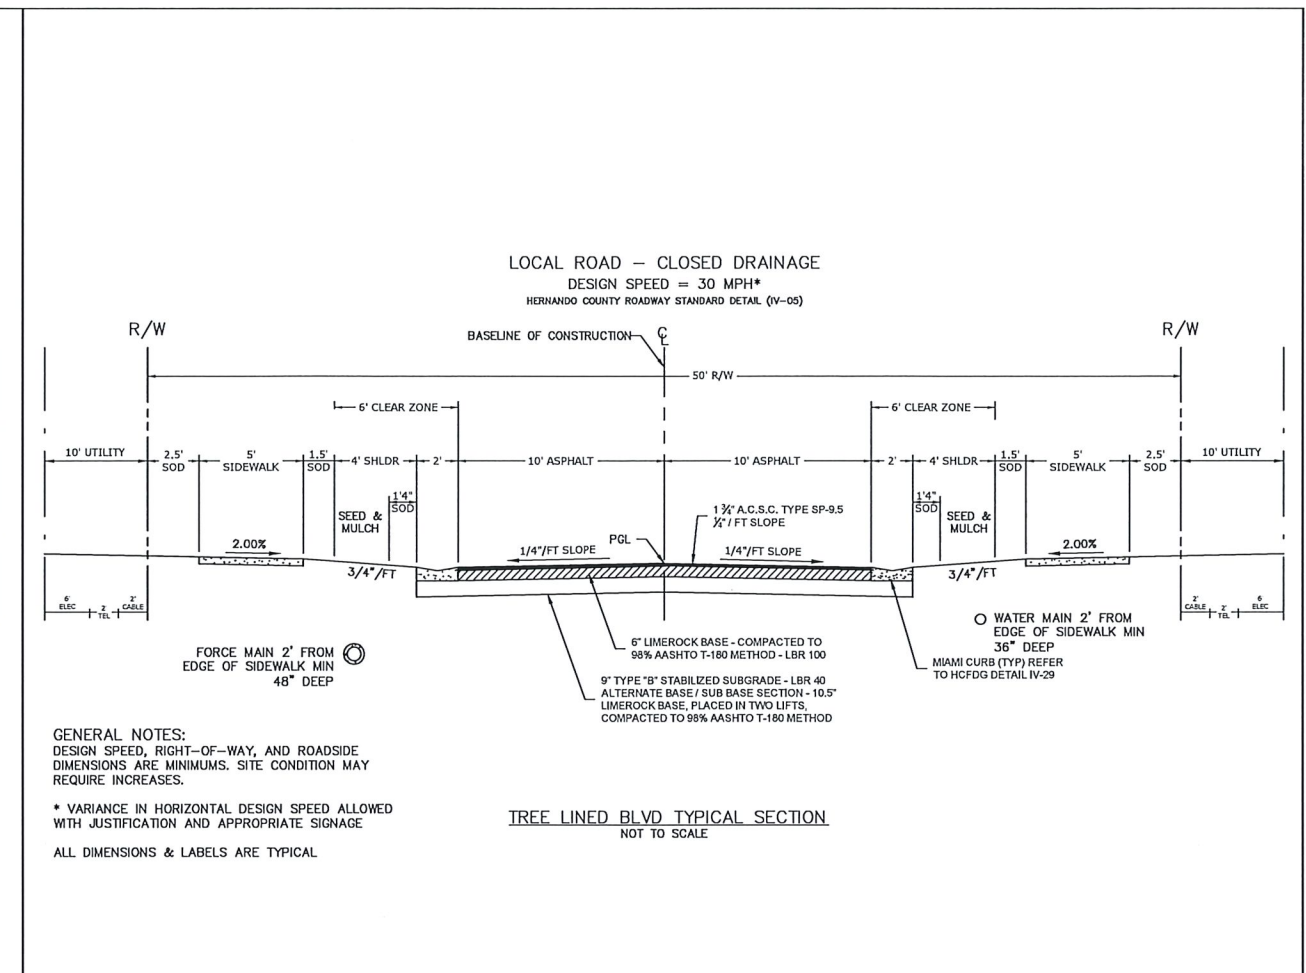 LOCAL ROAD – CLOSED DRAINAGE
DESIGN SPEED = 30 MPH*
HERNANDO COUNTY ROADWAY STANDARD DETAIL (IV-05)
R/W
BASELINE OF CONSTRUCTION
CL
R/W
50' R/W
6' CLEAR ZONE
6' CLEAR ZONE
10' UTILITY
2.5'
SOD
5'
SIDEWALK
1.5'
SOD
4' SHLDR
2'
10' ASPHALT
10' ASPHALT
2'
4' SHLDR
1.5'
SOD
5'
SIDEWALK
2.5'
SOD
10' UTILITY
1'4"
SOD
SEED &
MULCH
1 3/4" A.C.S.C. TYPE SP-9.5
1/4" / FT SLOPE
1'4"
SOD
SEED &
MULCH
2.00%
3/4"/FT
1/4"/FT SLOPE
PGL
1/4"/FT SLOPE
3/4"/FT
2.00%
6'
ELEC
2'
TEL
2'
CABLE
2'
CABLE
2'
TEL
6'
ELEC
FORCE MAIN 2' FROM
EDGE OF SIDEWALK MIN
48" DEEP
6" LIMEROCK BASE - COMPACTED TO
98% AASHTO T-180 METHOD - LBR 100
9" TYPE "B" STABILIZED SUBGRADE - LBR 40
ALTERNATE BASE / SUB BASE SECTION - 10.5"
LIMEROCK BASE, PLACED IN TWO LIFTS,
COMPACTED TO 98% AASHTO T-180 METHOD
WATER MAIN 2' FROM
EDGE OF SIDEWALK MIN
36" DEEP
MIAMI CURB (TYP) REFER
TO HCFDG DETAIL IV-29
GENERAL NOTES:
DESIGN SPEED, RIGHT-OF-WAY, AND ROADSIDE
DIMENSIONS ARE MINIMUMS. SITE CONDITION MAY
REQUIRE INCREASES.
* VARIANCE IN HORIZONTAL DESIGN SPEED ALLOWED
WITH JUSTIFICATION AND APPROPRIATE SIGNAGE
ALL DIMENSIONS & LABELS ARE TYPICAL
TREE LINED BLVD TYPICAL SECTION
NOT TO SCALE